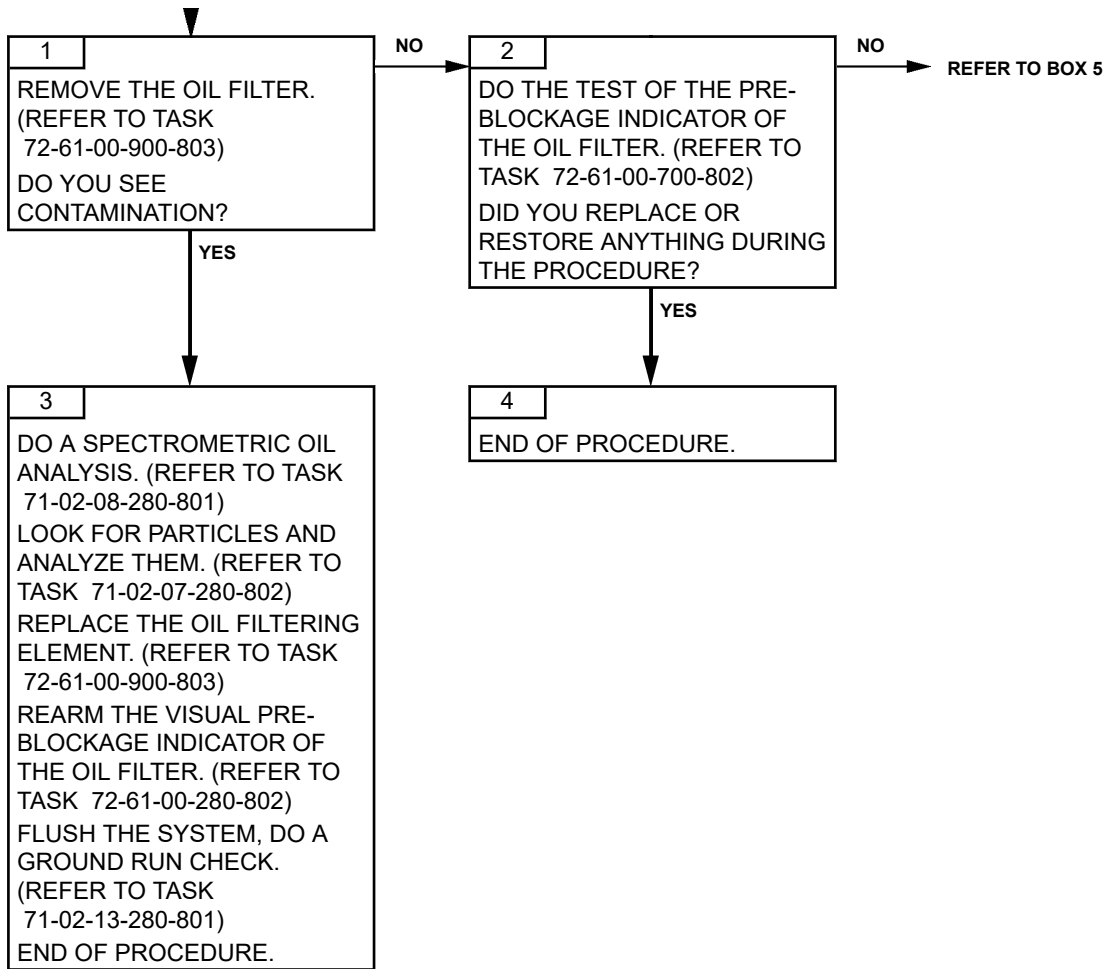 1
REMOVE THE OIL FILTER.
(REFER TO TASK
72-61-00-900-803)
DO YOU SEE
CONTAMINATION?
NO
2
DO THE TEST OF THE PRE-
BLOCKAGE INDICATOR OF
THE OIL FILTER. (REFER TO
TASK 72-61-00-700-802)
DID YOU REPLACE OR
RESTORE ANYTHING DURING
THE PROCEDURE?
NO
REFER TO BOX 5
YES
YES
3
DO A SPECTROMETRIC OIL
ANALYSIS. (REFER TO TASK
71-02-08-280-801)
LOOK FOR PARTICLES AND
ANALYZE THEM. (REFER TO
TASK 71-02-07-280-802)
REPLACE THE OIL FILTERING
ELEMENT. (REFER TO TASK
72-61-00-900-803)
REARM THE VISUAL PRE-
BLOCKAGE INDICATOR OF
THE OIL FILTER. (REFER TO
TASK 72-61-00-280-802)
FLUSH THE SYSTEM, DO A
GROUND RUN CHECK.
(REFER TO TASK
71-02-13-280-801)
END OF PROCEDURE.
4
END OF PROCEDURE.